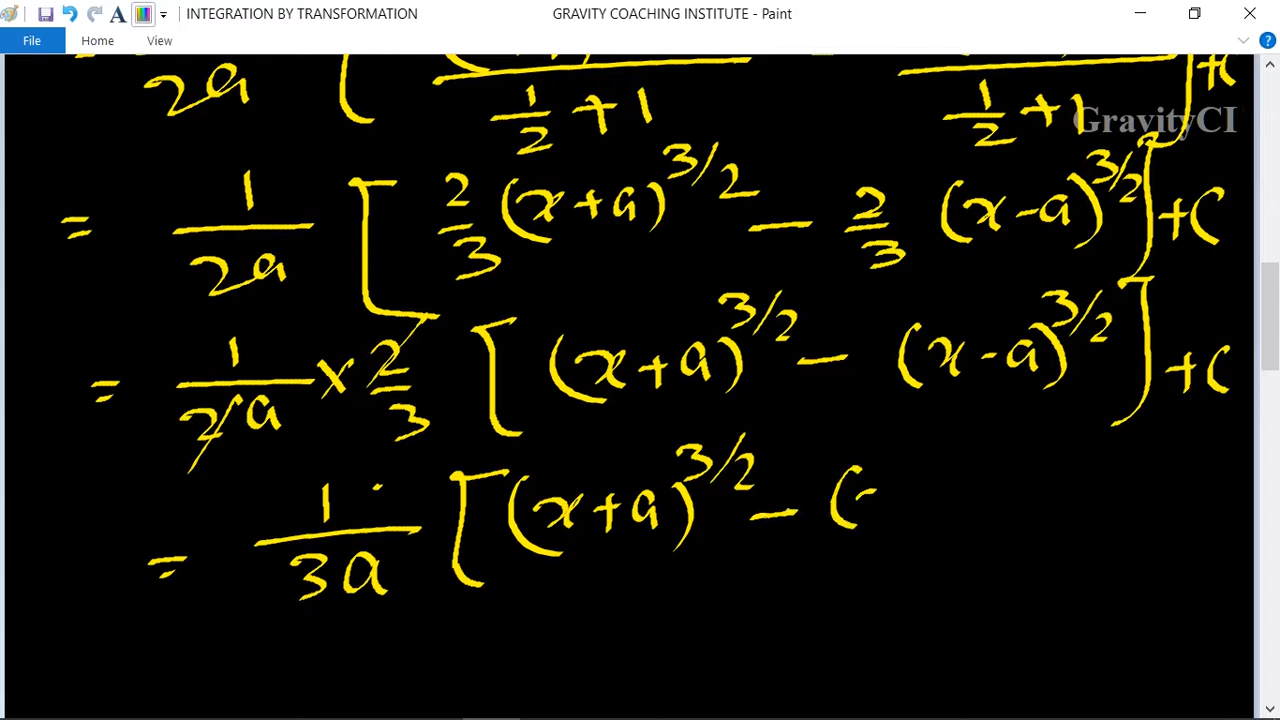 INTEGRATION BY TRANSFORMATION GRAVITY COACHING INSTITUTE - Paint
File Home View
2a [ 1/2 + 1 1/2 + 1 ] + C
GravityCI
= 1/2a [ 2/3 (x+a)^3/2 - 2/3 (x-a)^3/2 ] + C
= 1/2a × 2/3 [ (x+a)^3/2 - (x-a)^3/2 ] + C
= 1/3a [ (x+a)^3/2 - (